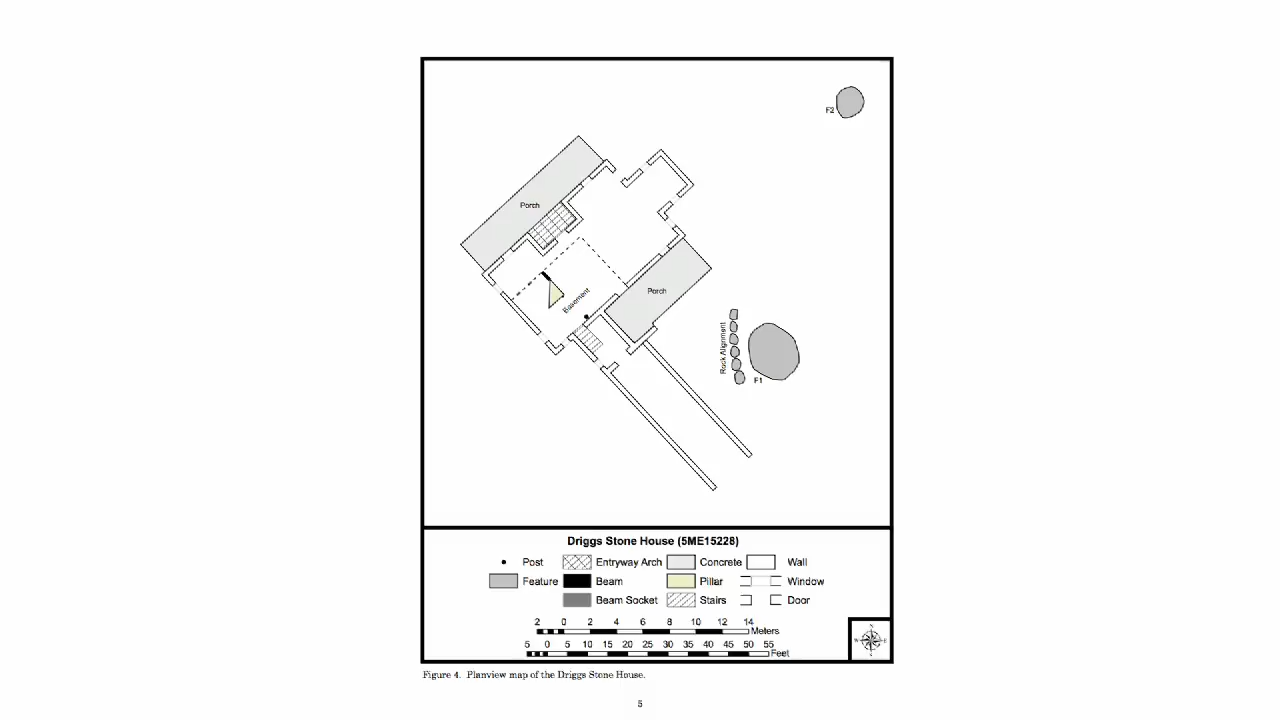 F2
Porch
Basement
Porch
Rock Alignment
F1
Driggs Stone House (5ME15228)
Post Entryway Arch Concrete Wall
Feature Beam Pillar Window
Beam Socket Stairs Door
2 0 2 4 6 8 10 12 14
Meters
5 0 5 10 15 20 25 30 35 40 45 50 55
Feet
N
W E
S
Figure 4. Planview map of the Driggs Stone House.
5